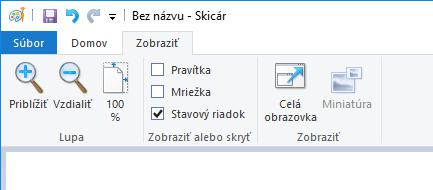 Bez názvu - Skicár
Súbor Domov Zobraziť
Priblížiť Vzdialiť 100 %
Pravítka
Mriežka
Stavový riadok
Celá obrazovka
Miniatúra
Lupa Zobraziť alebo skryť Zobraziť